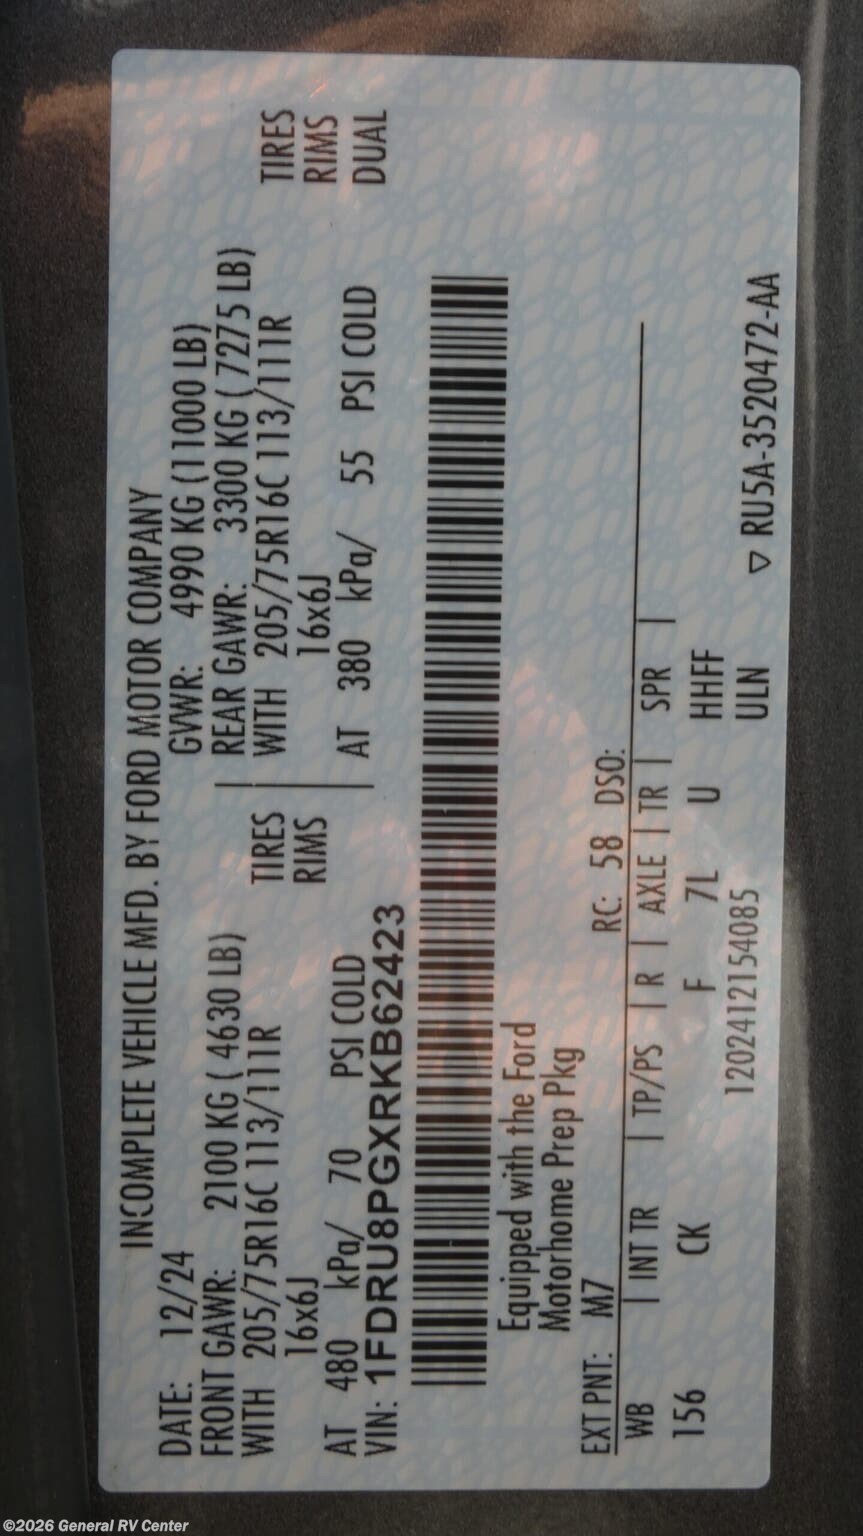 INCOMPLETE VEHICLE MFD. BY FORD MOTOR COMPANY
DATE: 12/24 GVWR: 4990 KG (11000 LB)
FRONT GAWR: 2100 KG ( 4630 LB) REAR GAWR: 3300 KG ( 7275 LB)
WITH 205/75R16C 113/111R TIRES WITH 205/75R16C 113/111R TIRES
16x6J RIMS 16x6J RIMS
AT 480 kPa/ 70 PSI COLD AT 380 kPa/ 55 PSI COLD DUAL
VIN: 1FDRU8PGXRKB62423
Equipped with the Ford
Motorhome Prep Pkg
EXT PNT: M7 RC: 58 DSO:
WB | INT TR | TP/PS | R | AXLE | TR | SPR |
156 CK F 7L U HHFF
120241215​4085 ULN ▽ RU5A-3520472-AA
©2026 General RV Center